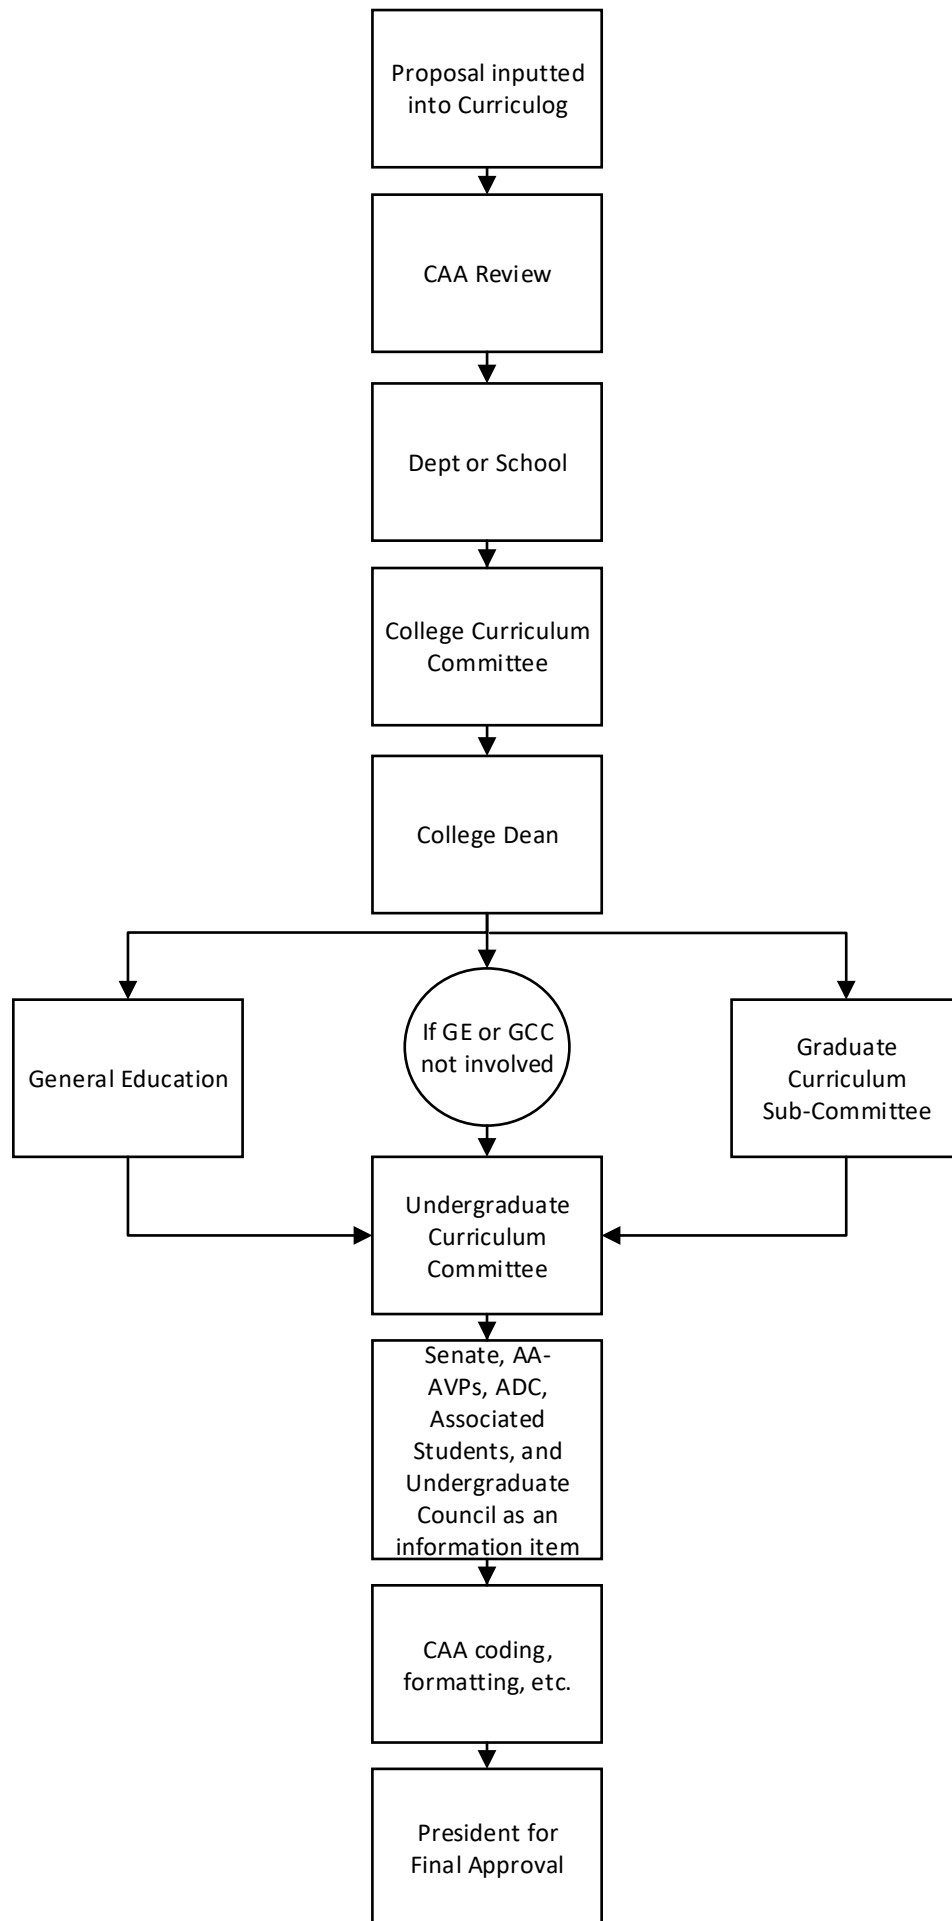 Proposal inputted
into Curriculog
CAA Review
Dept or School
College Curriculum
Committee
College Dean
General Education
If GE or GCC
not involved
Graduate
Curriculum
Sub-Committee
Undergraduate
Curriculum
Committee
Senate, AA-
AVPs, ADC,
Associated
Students, and
Undergraduate
Council as an
information item
CAA coding,
formatting, etc.
President for
Final Approval